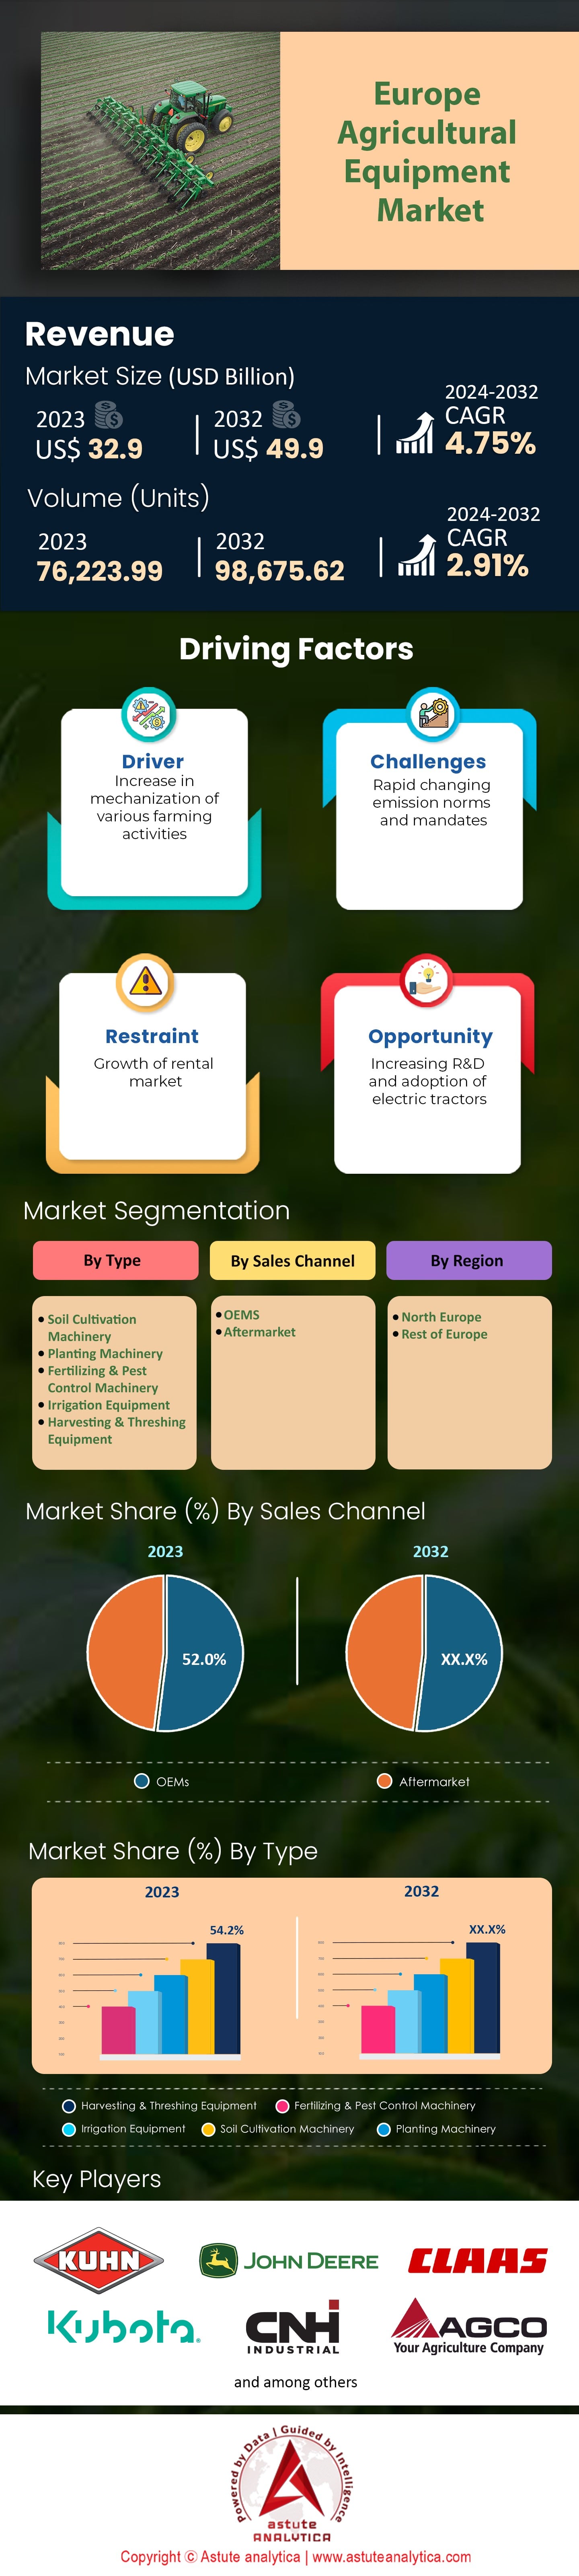 Europe
Agricultural
Equipment
Market
Revenue
Market Size (USD Billion)
2023
US$ 32.9
2032
US$ 49.9
2024-2032
CAGR
4.75%
Volume (Units)
2023
76,223.99
2032
98,675.62
2024-2032
CAGR
2.91%
Driving Factors
Driver
Increase in
mechanization of
various farming
activities
Challenges
Rapid changing
emission norms
and mandates
Restraint
Growth of rental
market
Opportunity
Increasing R&D
and adoption of
electric tractors
Market Segmentation
By Type
By Sales Channel
By Region
Soil Cultivation
Machinery
Planting Machinery
Fertilizing & Pest
Control Machinery
Irrigation Equipment
Harvesting & Threshing
Equipment
OEMS
Aftermarket
North Europe
Rest of Europe
Market Share (%) By Sales Channel
2023
2032
52.0%
XX.X%
OEMs
Aftermarket
Market Share (%) By Type
2023
2032
54.2%
XX.X%
Harvesting & Threshing Equipment
Fertilizing & Pest Control Machinery
Irrigation Equipment
Soil Cultivation Machinery
Planting Machinery
Key Players
KUHN
JOHN DEERE
CLAAS
Kubota
CNH
INDUSTRIAL
AGCO
Your Agriculture Company
and among others
Powered by Data | Guided by Intelligence
astute
ANALYTICA
Copyright © Astute analytica | www.astuteanalytica.com